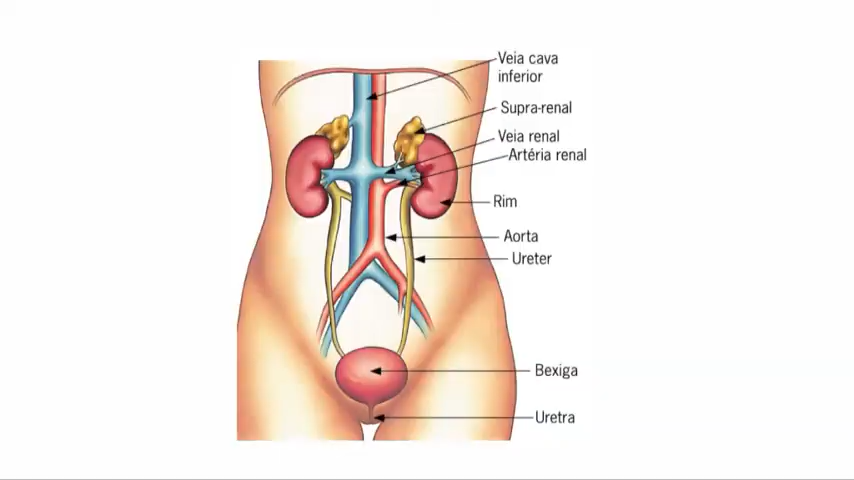 Veia cava
inferior
Supra-renal
Veia renal
Artéria renal
Rim
Aorta
Ureter
Bexiga
Uretra